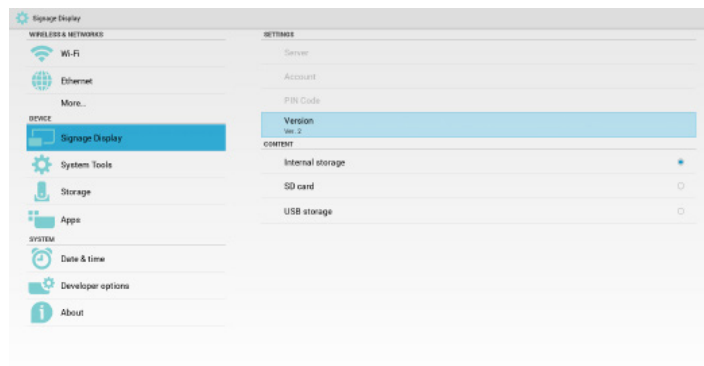 Signage Display
WIRELESS & NETWORKS
Wi-Fi
Ethernet
More...
DEVICE
Signage Display
System Tools
Storage
Apps
SYSTEM
Date & time
Developer options
About
SETTINGS
Server
Account
PIN Code
Version
Ver. 2
CONTENT
Internal storage
SD card
USB storage